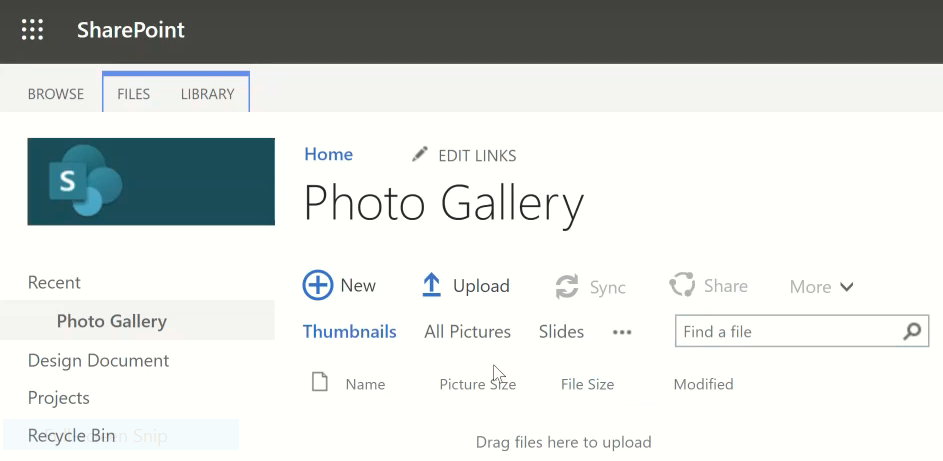 SharePoint
BROWSE FILES LIBRARY
S
Home EDIT LINKS
Photo Gallery
Recent
Photo Gallery
Design Document
Projects
Recycle Bin
New Upload Sync Share More
Thumbnails All Pictures Slides ••• Find a file
Name Picture Size File Size Modified
Drag files here to upload